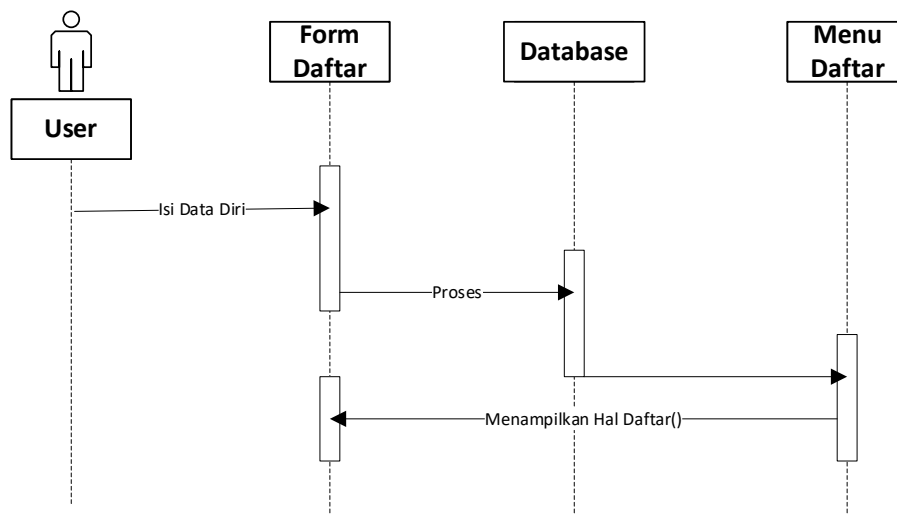 Form
Daftar
Database
Menu
Daftar
User
Isi Data Diri
Proses
Menampilkan Hal Daftar()